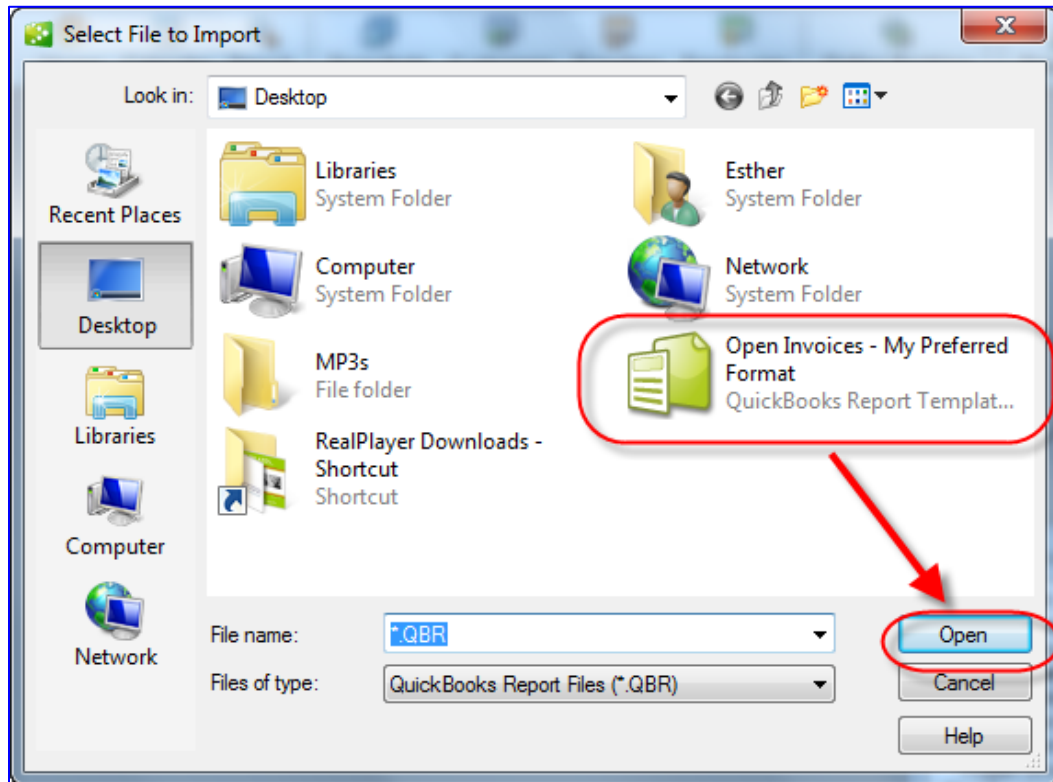 Select File to Import
Look in:
Desktop
Recent Places
Desktop
Libraries
Computer
Network
Libraries
System Folder
Esther
System Folder
Computer
System Folder
Network
System Folder
MP3s
File folder
Open Invoices - My Preferred
Format
QuickBooks Report Templat...
RealPlayer Downloads -
Shortcut
Shortcut
File name:
*.QBR
Open
Files of type:
QuickBooks Report Files (*.QBR)
Cancel
Help